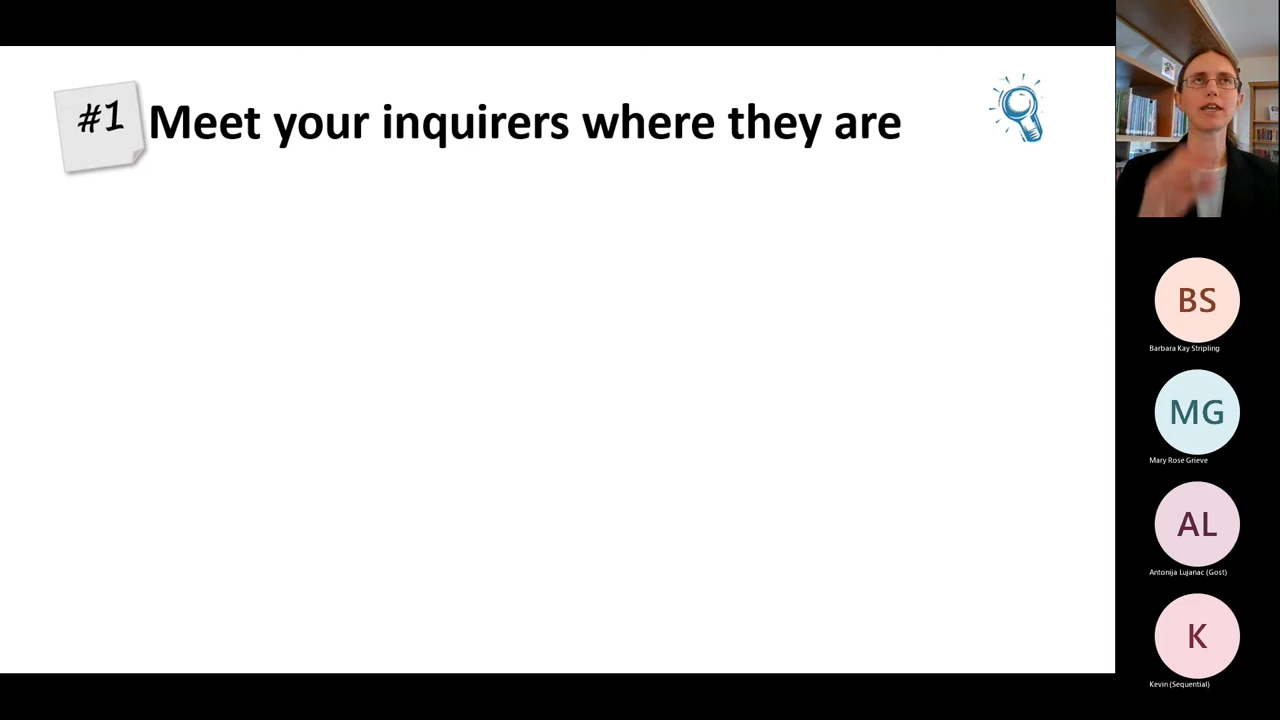 #1
Meet your inquirers where they are
BS
Barbara Kay Stripling
MG
Mary Rose Grieve
AL
Antonija Lujanac (Gost)
K
Kevin (Sequential)